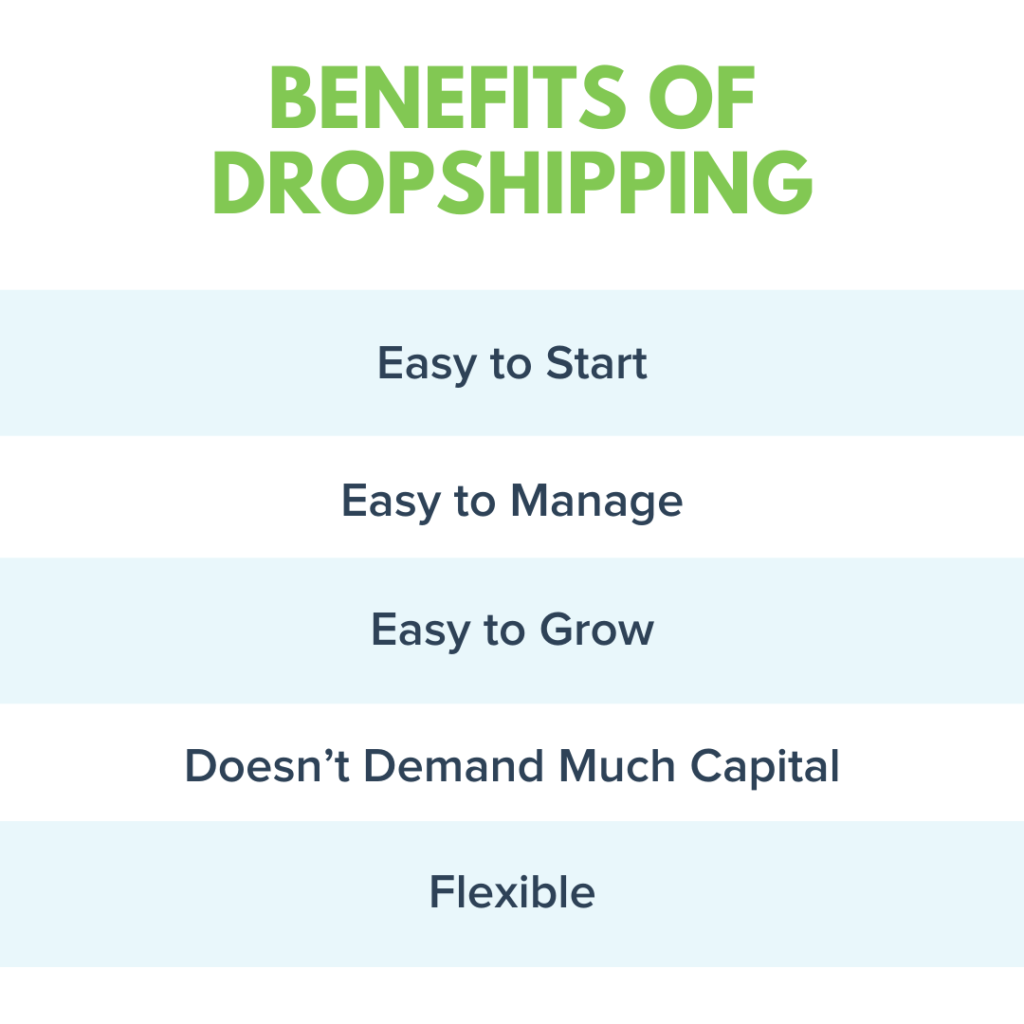 BENEFITS OF
DROPSHIPPING
Easy to Start
Easy to Manage
Easy to Grow
Doesn’t Demand Much Capital
Flexible